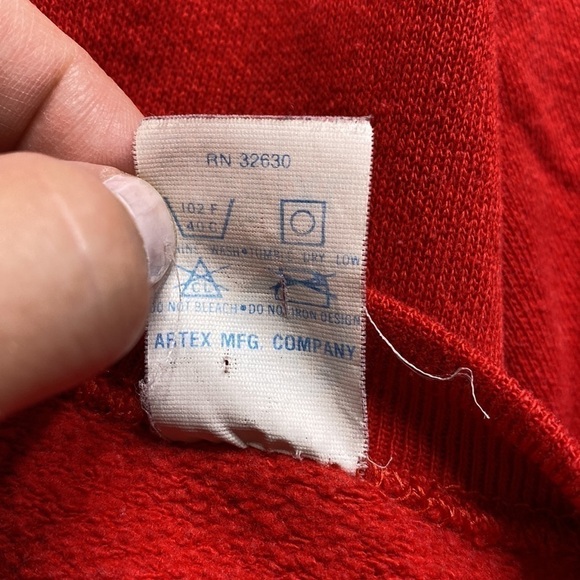 RN 32630
102 F
40 C
WASH • TUMBLE DRY LOW
CL
DO NOT BLEACH • DO NOT IRON DESIGN
ARTEX MFG. COMPANY